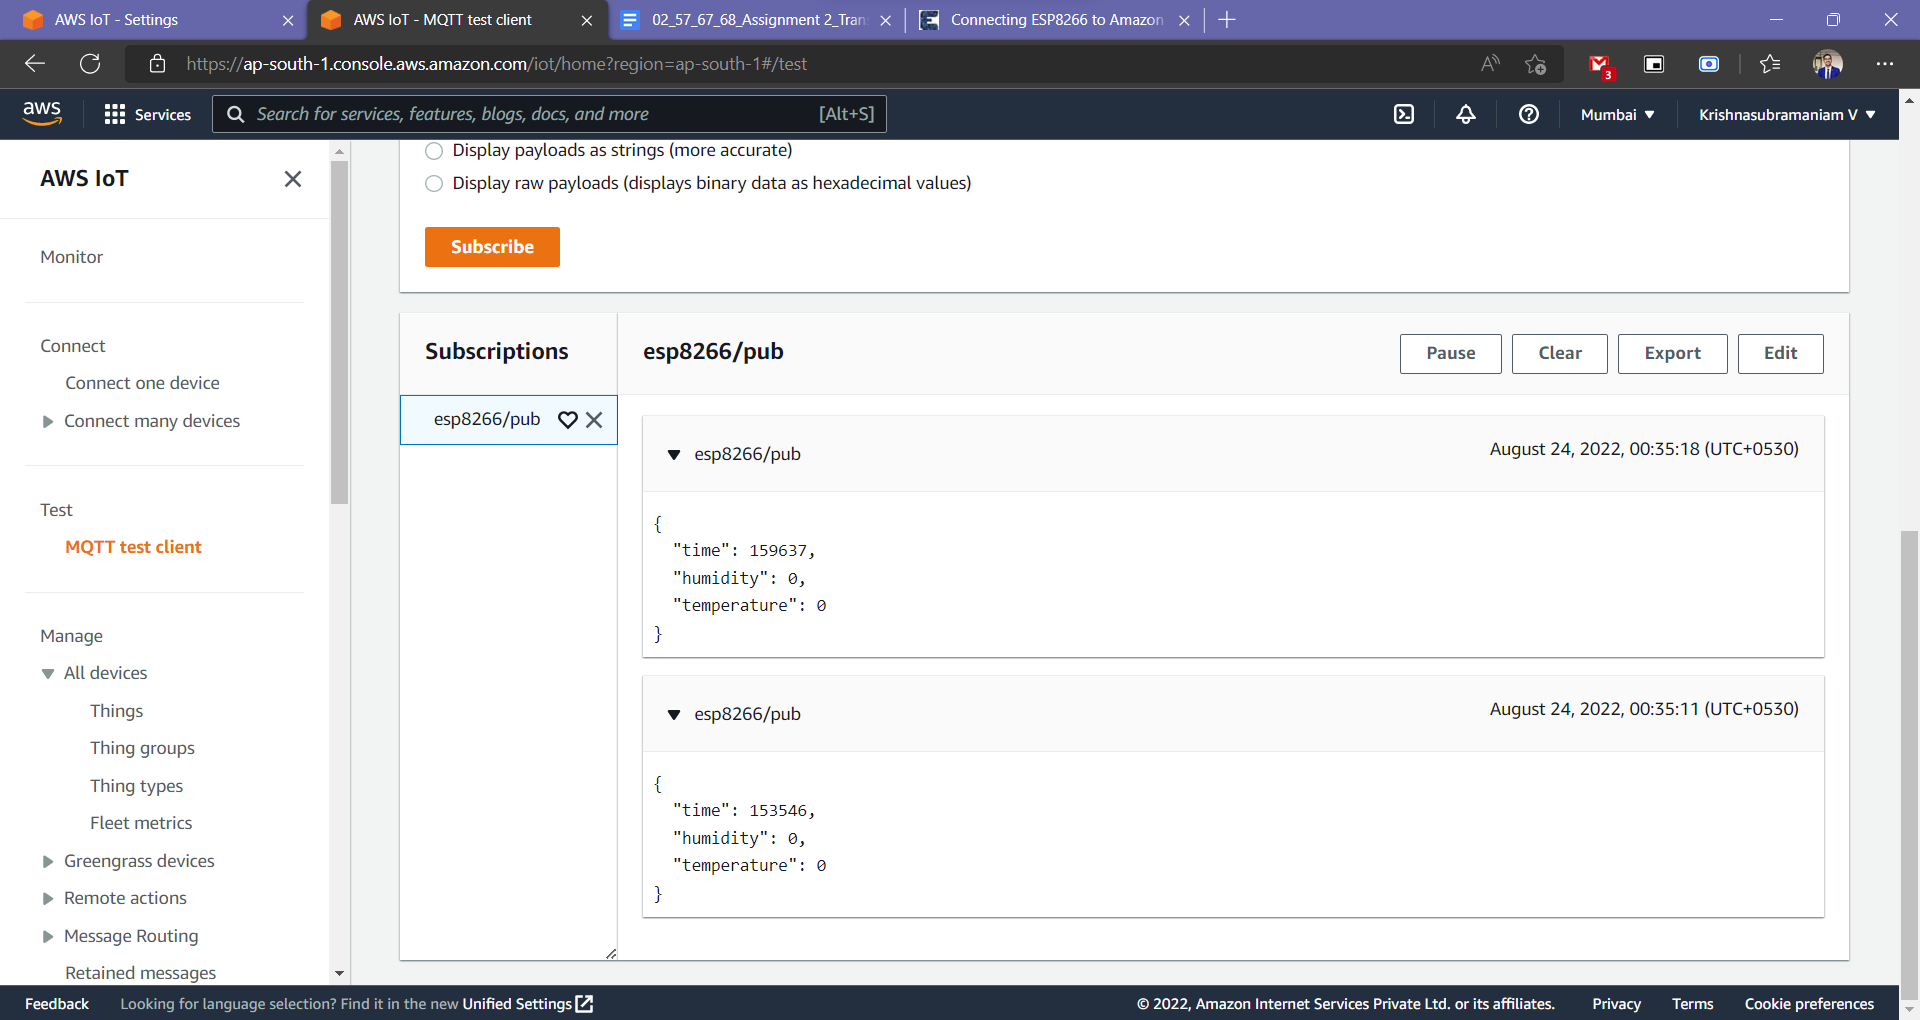 AWS IoT - Settings
AWS IoT - MQTT test client
02_57_67_68_Assignment 2_Tran
Connecting ESP8266 to Amazon
https://ap-south-1.console.aws.amazon.com/iot/home?region=ap-south-1#/test
3
aws
Services
Search for services, features, blogs, docs, and more
[Alt+S]
Mumbai
Krishnasubramaniam V
AWS IoT
Monitor
Connect
Connect one device
Connect many devices
Test
MQTT test client
Manage
All devices
Things
Thing groups
Thing types
Fleet metrics
Greengrass devices
Remote actions
Message Routing
Retained messages
Display payloads as strings (more accurate)
Display raw payloads (displays binary data as hexadecimal values)
Subscribe
Subscriptions
esp8266/pub
esp8266/pub
Pause
Clear
Export
Edit
esp8266/pub
August 24, 2022, 00:35:18 (UTC+0530)
{
"time": 159637,
"humidity": 0,
"temperature": 0
}
esp8266/pub
August 24, 2022, 00:35:11 (UTC+0530)
{
"time": 153546,
"humidity": 0,
"temperature": 0
}
Feedback
Looking for language selection? Find it in the new Unified Settings
© 2022, Amazon Internet Services Private Ltd. or its affiliates.
Privacy
Terms
Cookie preferences